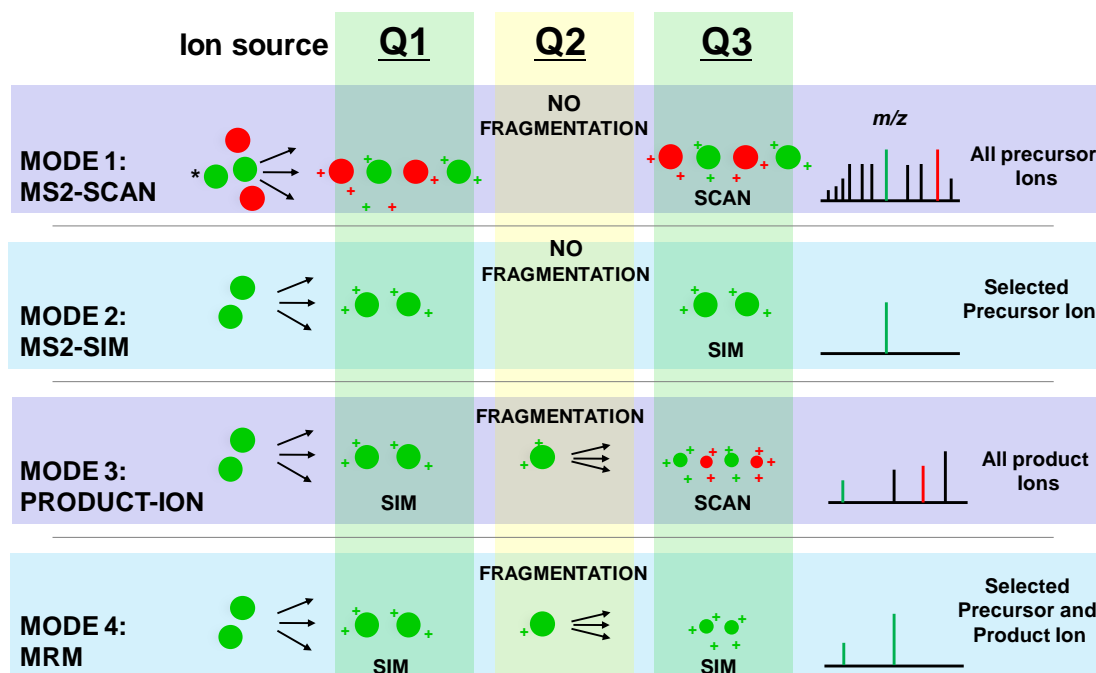 Ion source Q1 Q2 Q3
NO
FRAGMENTATION
m/z
MODE 1:
MS2-SCAN
*
+ + + + + + + +
+ + + + + + + +
SCAN
All precursor
Ions
NO
FRAGMENTATION
MODE 2:
MS2-SIM
+ + +
+ + +
SIM
Selected
Precursor Ion
FRAGMENTATION
MODE 3:
PRODUCT-ION
+ + +
SIM
+ +
+ + + + + + + + + +
SCAN
All product
Ions
FRAGMENTATION
MODE 4:
MRM
+ + +
SIM
+
+ + + +
SIM
Selected
Precursor and
Product Ion